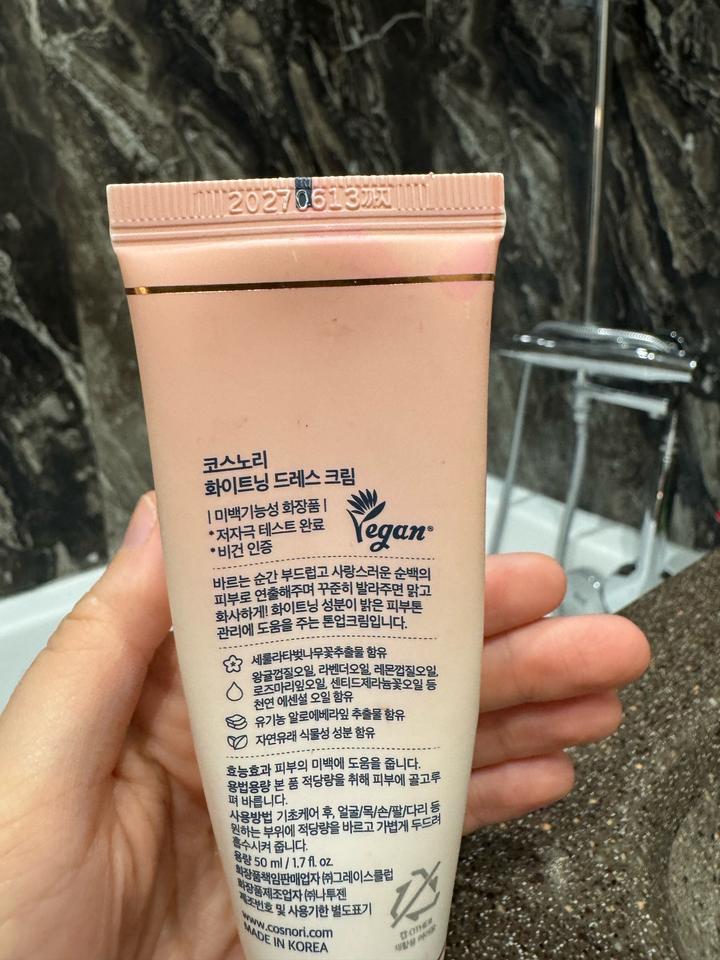 20270613까지
코스노리
화이트닝 드레스 크림
| 미백기능성 화장품 |
*저자극 테스트 완료
*비건 인증
Vegan®
바르는 순간 부드럽고 사랑스러운 순백의
피부로 연출해주며 꾸준히 발라주면 맑고
화사하게! 화이트닝 성분이 밝은 피부톤
관리에 도움을 주는 톤업크림입니다.
세룰라타벚나무꽃추출물 함유
왕귤껍질오일, 라벤더오일, 레몬껍질오일,
로즈마리잎오일, 센티드제라늄꽃오일 등
천연 에센셜 오일 함유
유기농 알로에베라잎 추출물 함유
자연유래 식물성 성분 함유
효능효과 피부의 미백에 도움을 줍니다.
용법용량 본 품 적당량을 취해 피부에 골고루
펴 바릅니다.
사용방법 기초케어 후, 얼굴/목/손/팔/다리 등
원하는 부위에 적당량을 바르고 가볍게 두드려
흡수시켜 줍니다.
용량 50 ml / 1.7 fl. oz.
화장품책임판매업자 ㈜그레이스클럽
화장품제조업자 ㈜나투젠
제조번호 및 사용기한 별도표기
www.cosnori.com
MADE IN KOREA
캡:OTHER